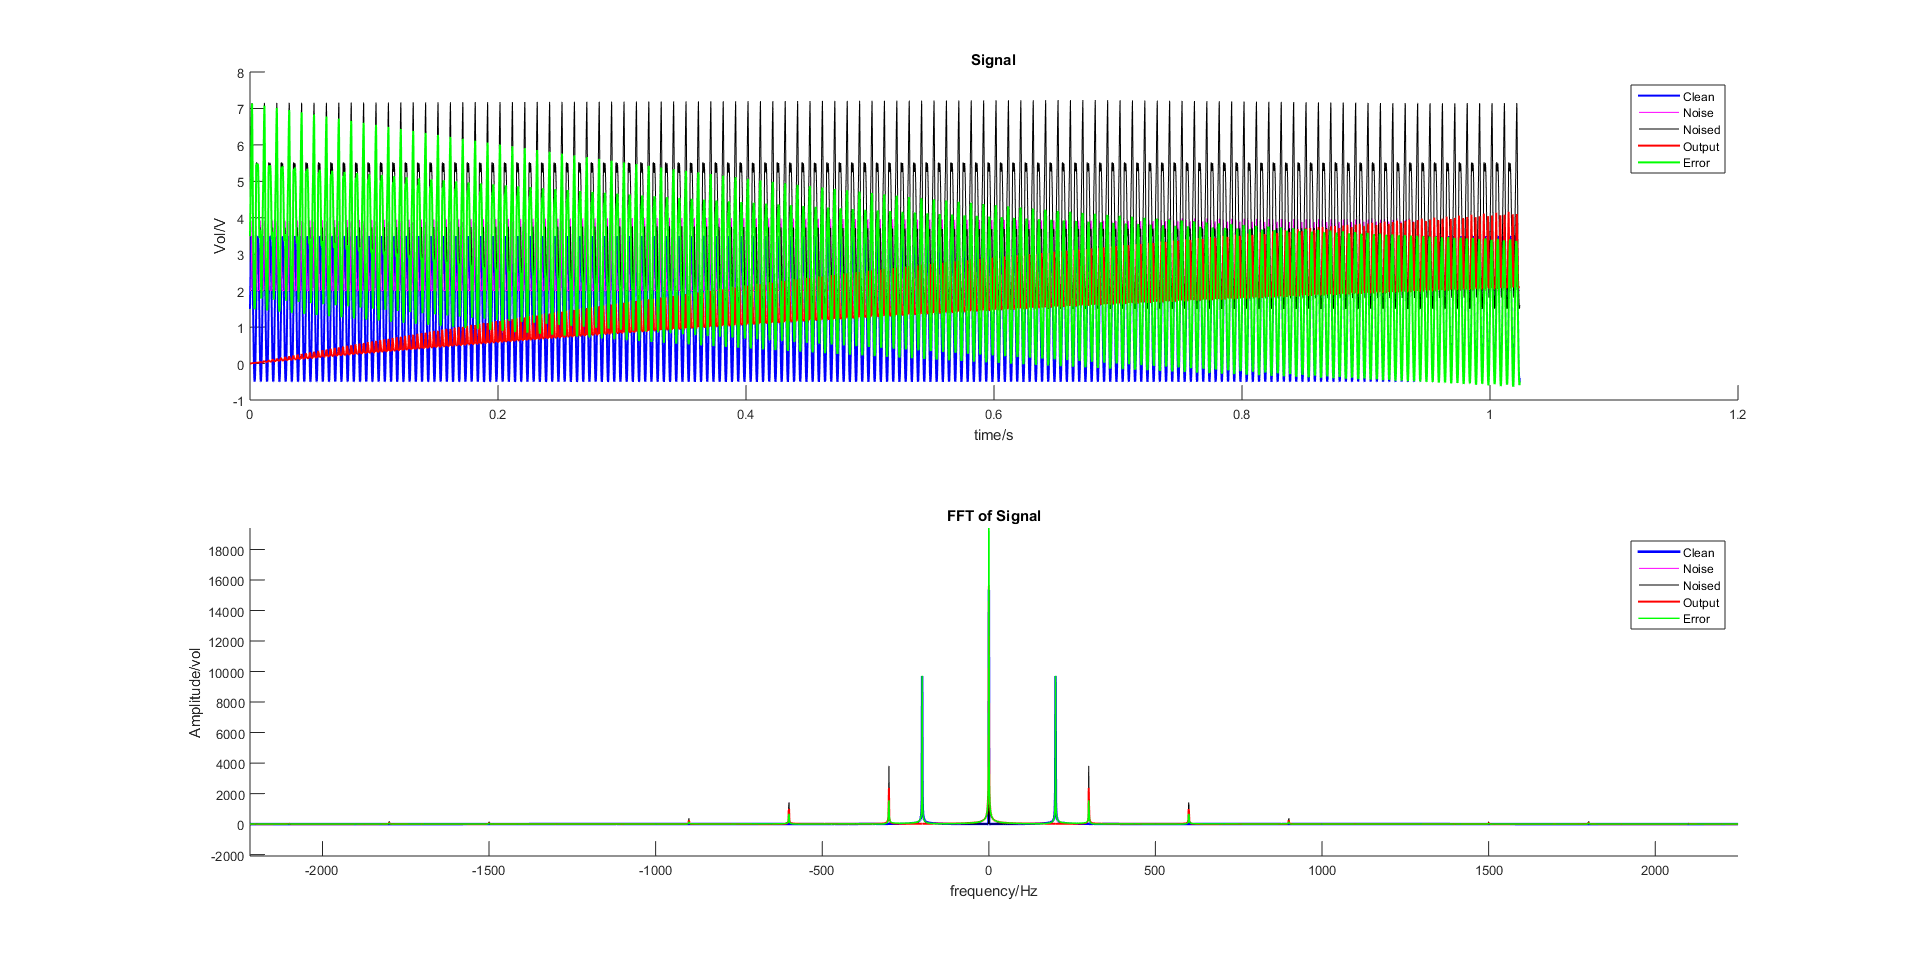 Signal
8
7
6
5
4
3
2
1
0
-1
Vol/V
0 0.2 0.4 0.6 0.8 1 1.2
time/s
Clean
Noise
Noised
Output
Error
FFT of Signal
18000
16000
14000
12000
10000
8000
6000
4000
2000
0
-2000
Amplitude/vol
-2000 -1500 -1000 -500 0 500 1000 1500 2000
frequency/Hz
Clean
Noise
Noised
Output
Error